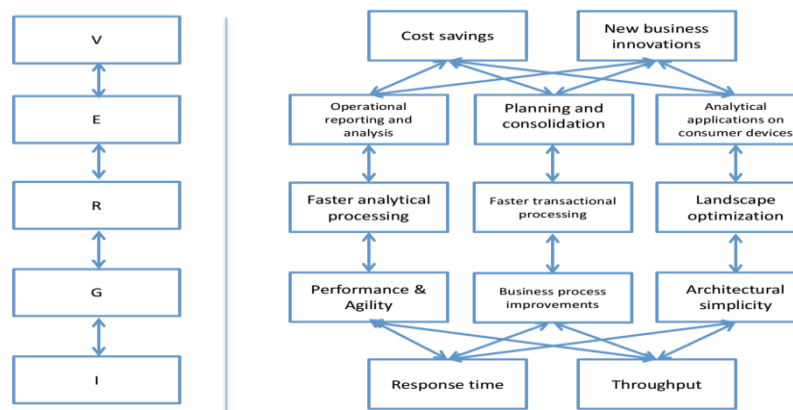 V
E
R
G
I
Cost savings
New business
innovations
Operational
reporting and
analysis
Planning and
consolidation
Analytical
applications on
consumer devices
Faster analytical
processing
Faster transactional
processing
Landscape
optimization
Performance &
Agility
Business process
improvements
Architectural
simplicity
Response time
Throughput